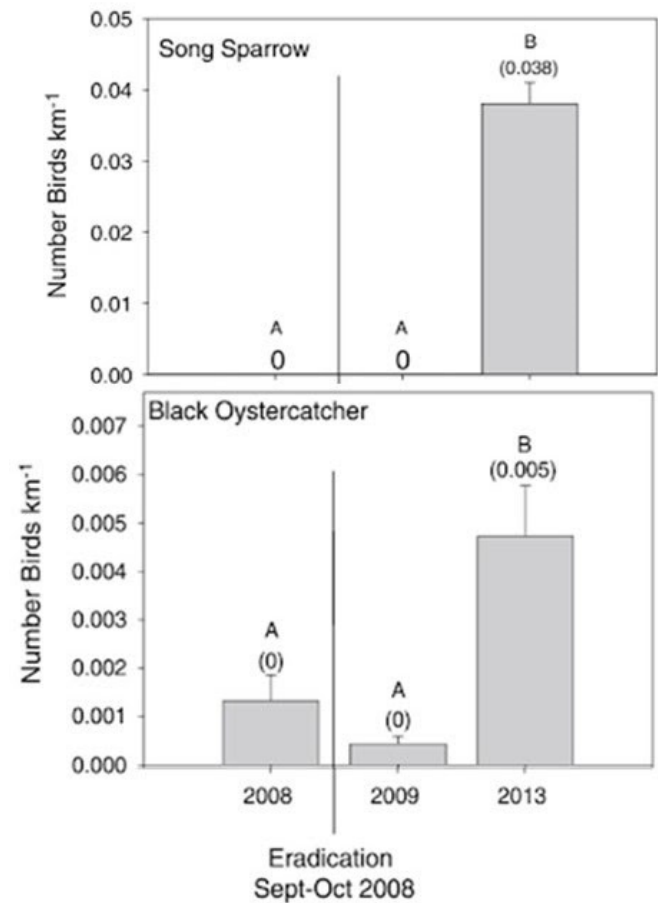 Song Sparrow
Number Birds km-1
0.05
0.04
0.03
0.02
0.01
0.00
A
0
A
0
B
(0.038)
Black Oystercatcher
Number Birds km-1
0.007
0.006
0.005
0.004
0.003
0.002
0.001
0.000
A
(0)
A
(0)
B
(0.005)
2008 2009 2013
Eradication
Sept-Oct 2008